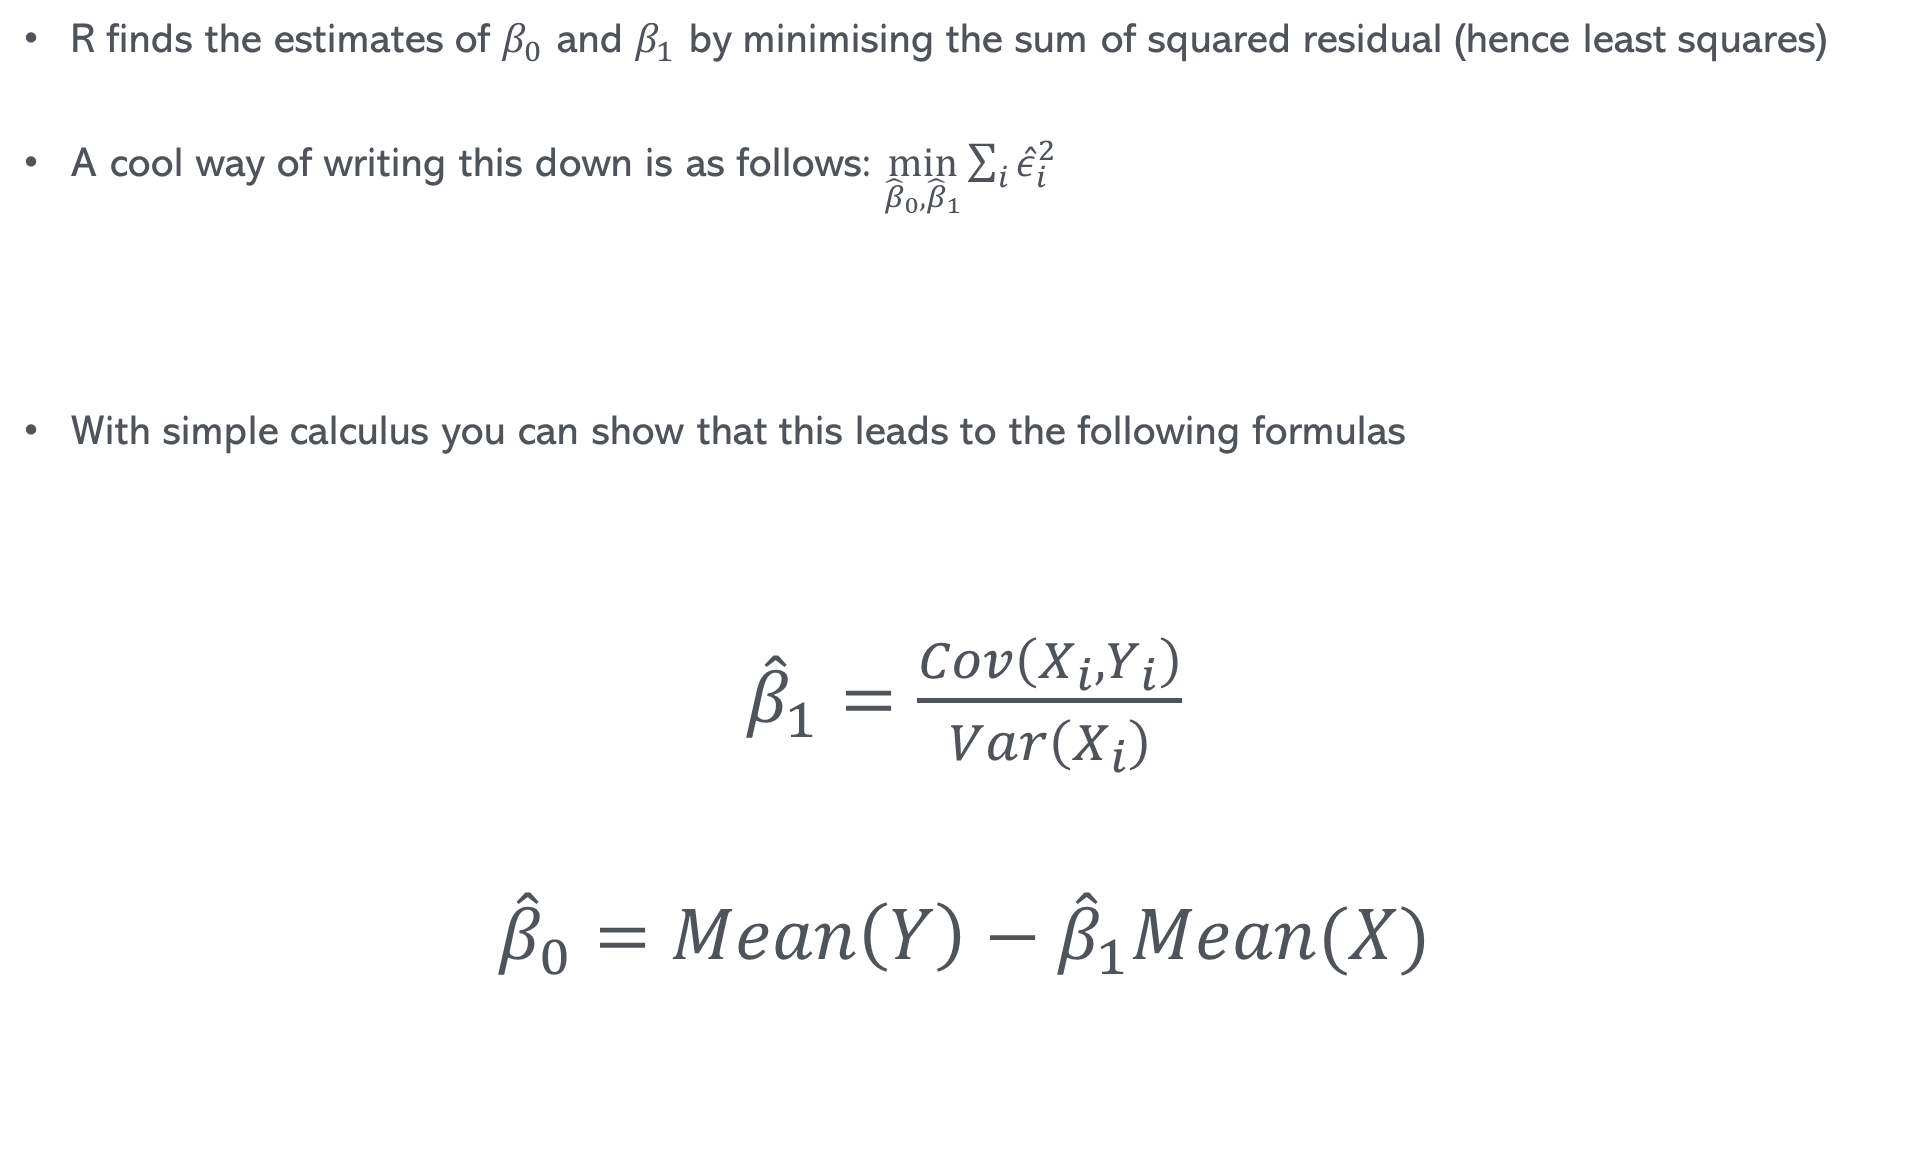 • R finds the estimates of β₀ and β₁ by minimising the sum of squared residual (hence least squares)
• A cool way of writing this down is as follows: min Σᵢ ε̂ᵢ²
β̂₀,β̂₁
• With simple calculus you can show that this leads to the following formulas
β̂₁ = Cov(Xᵢ,Yᵢ) / Var(Xᵢ)
β̂₀ = Mean(Y) − β̂₁Mean(X)